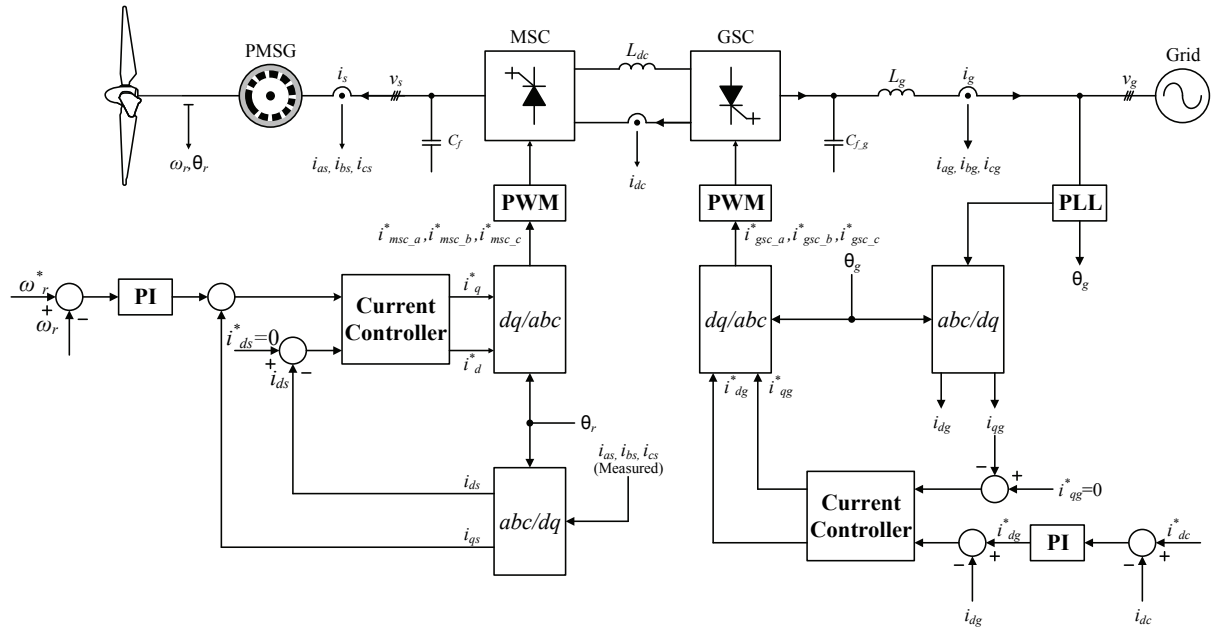 PMSG
MSC
L_dc
GSC
Grid
i_s
v_s
L_g
i_g
v_g
C_f
C_f_g
ω_r,θ_r
i_as, i_bs, i_cs
i_dc
i_ag, i_bg, i_cg
PWM
PWM
PLL
i*_msc_a, i*_msc_b, i*_msc_c
i*_gsc_a, i*_gsc_b, i*_gsc_c
θ_g
θ_g
ω*_r
+
ω_r
−
PI
Current
Controller
i*_q
i*_d
dq/abc
i*_ds=0
+
i_ds
−
dq/abc
abc/dq
i*_dg
i*_qg
i_dg
i_qg
θ_r
i_as, i_bs, i_cs
(Measured)
i_ds
abc/dq
i_qs
Current
Controller
−
+
i*_qg=0
i*_dg
PI
i*_dc
−
+
−
+
i_dg
i_dc